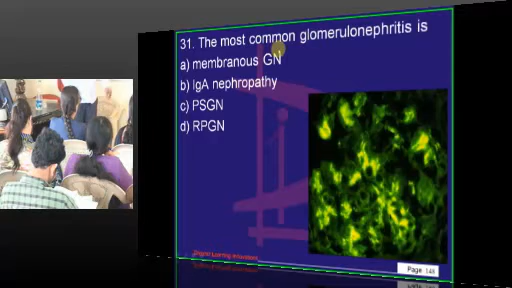 31. The most common glomerulonephritis is
a) membranous GN
b) IgA nephropathy
c) PSGN
d) RPGN
Page 148